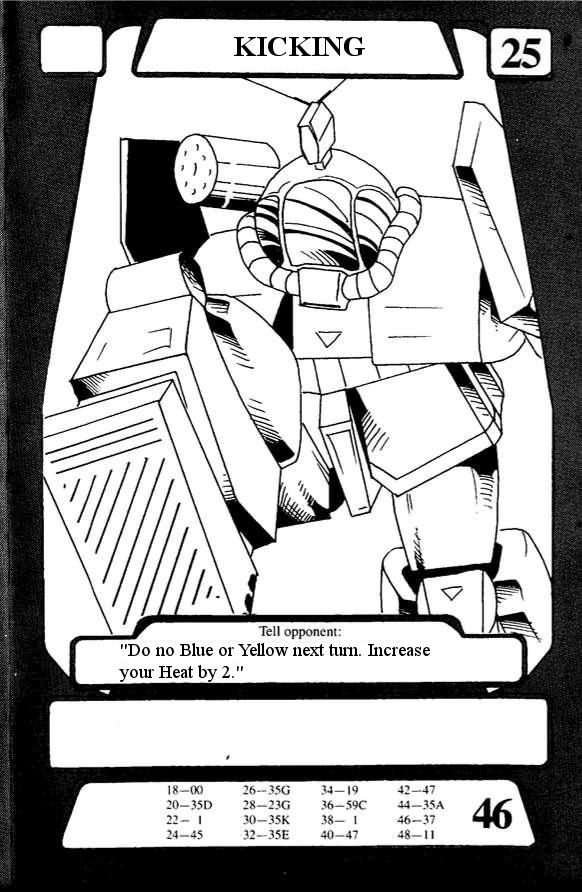 KICKING
25
Tell opponent:
"Do no Blue or Yellow next turn. Increase
your Heat by 2."
18—00 26—35G 34—19 42—47
20—35D 28—23G 36—59C 44—35A
22— 1 30—35K 38— 1 46—37
24—45 32—35E 40—47 48—11
46